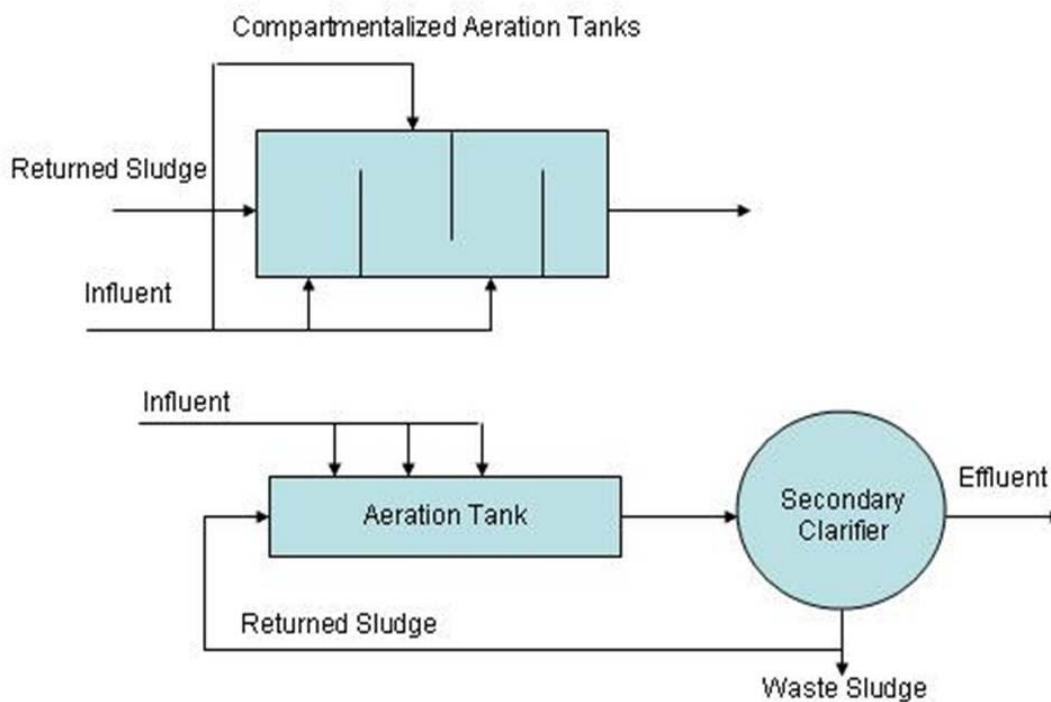 Compartmentalized Aeration Tanks
Returned Sludge
Influent
Influent
Aeration Tank
Secondary
Clarifier
Effluent
Returned Sludge
Waste Sludge